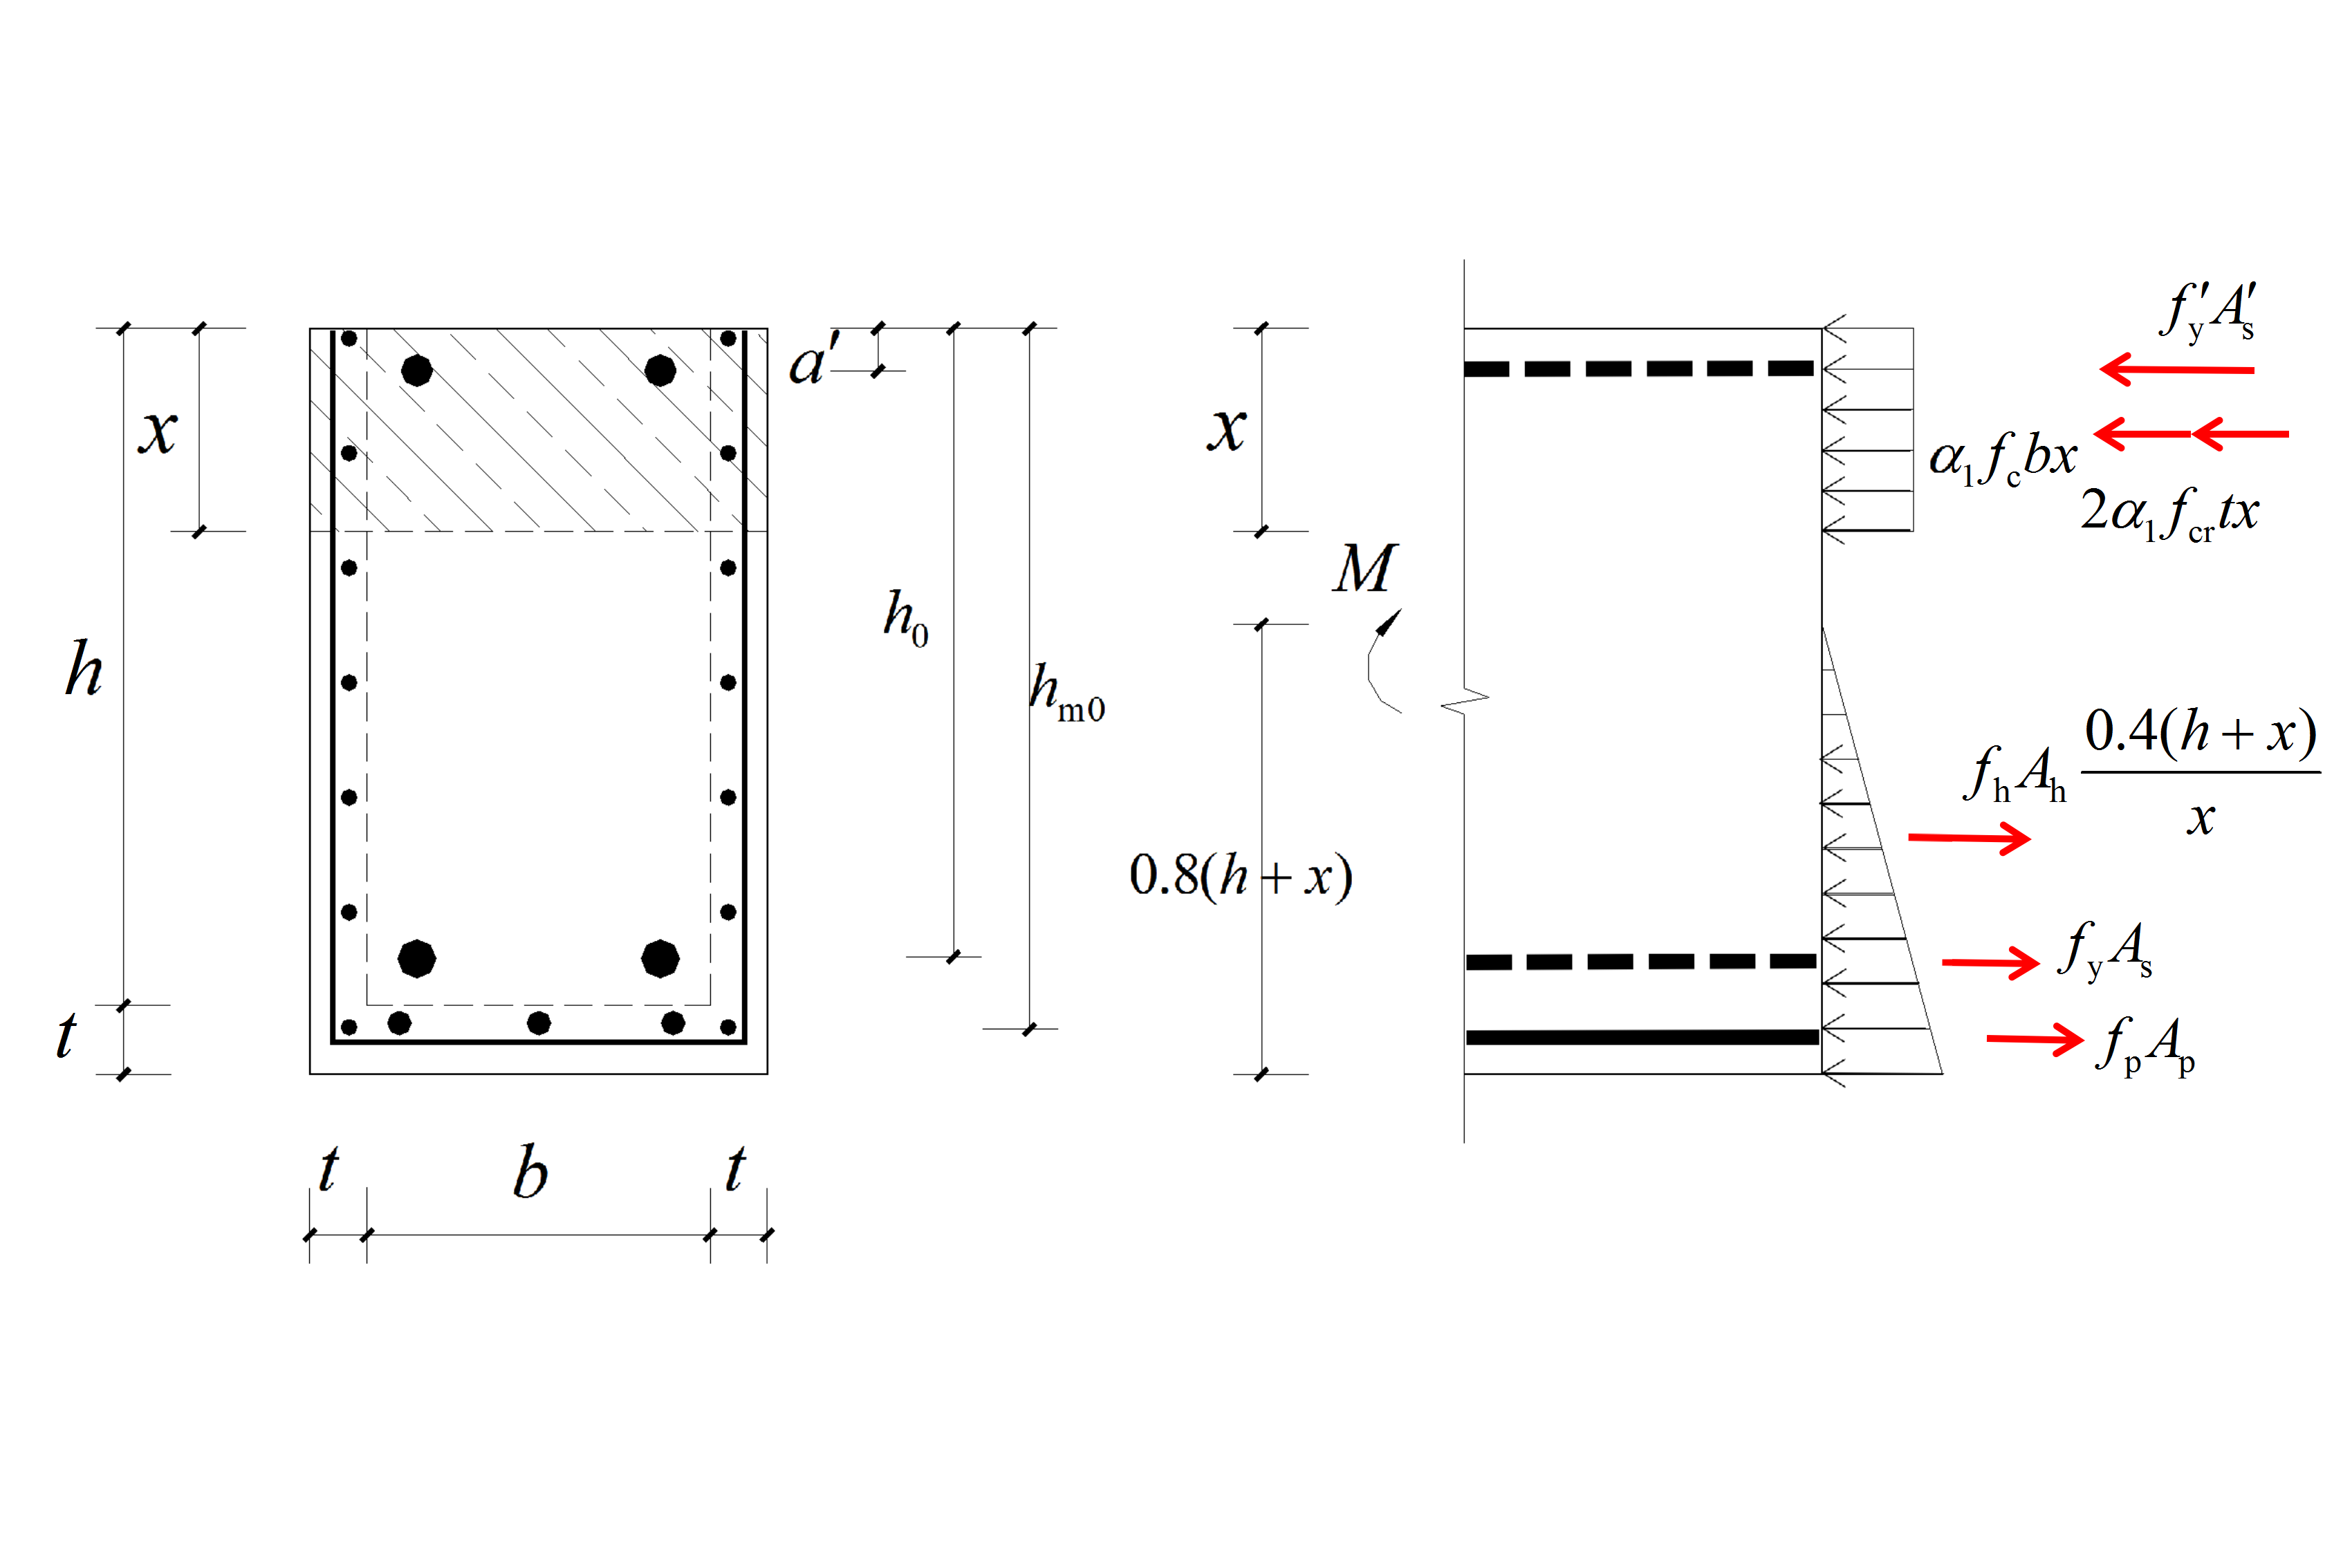 a′
x
h
h₀
hₘ₀
t
t
b
t
x
M
0.8(h + x)
f′yA′s
α₁fcbx
2α₁fcrtx
fhAh 0.4(h + x)/x
fyAs
fpAp